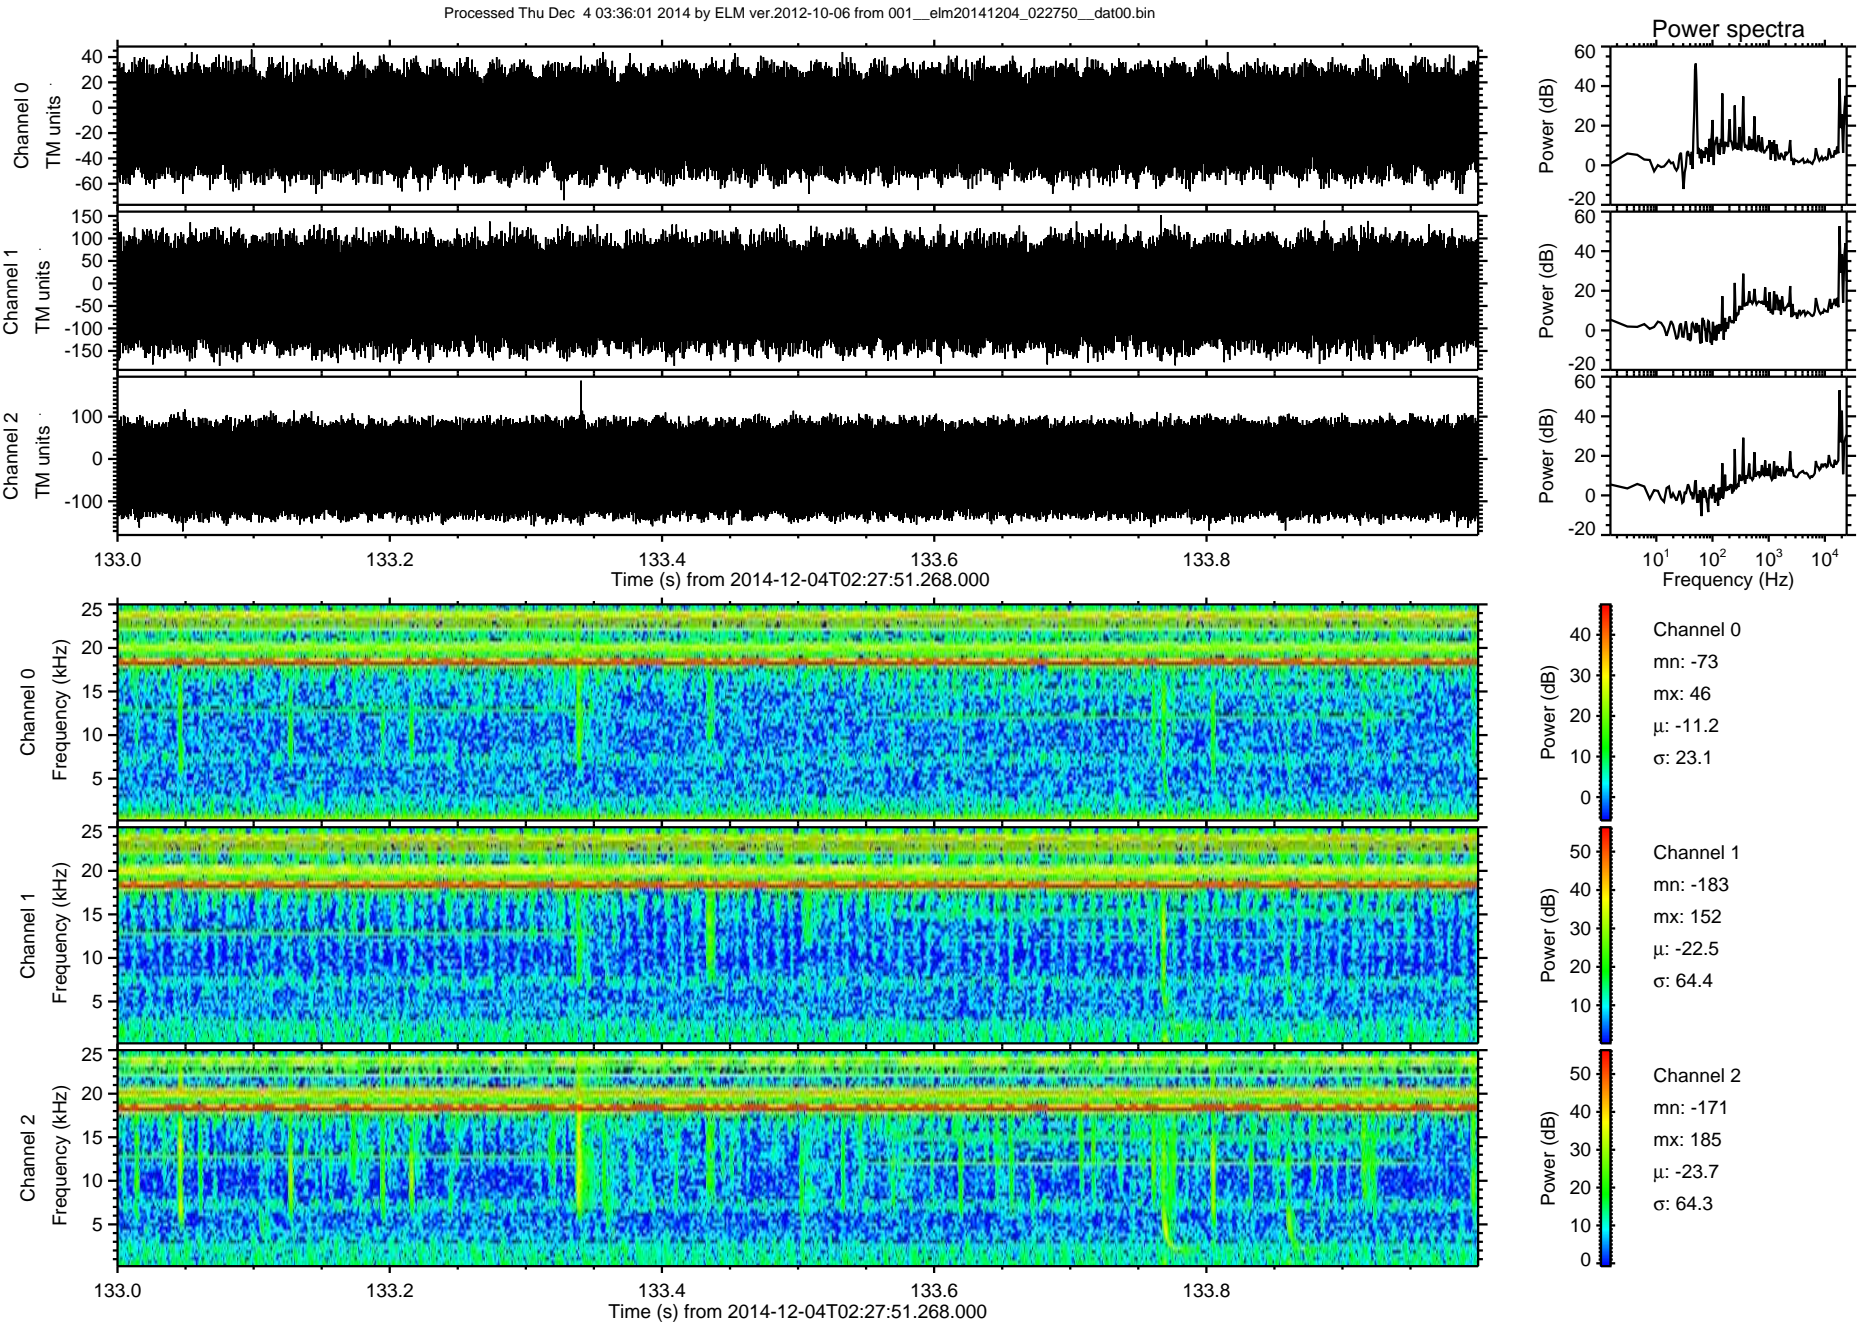 Processed Thu Dec  4 03:36:01 2014 by ELM ver.2012-10-06 from 001__elm20141204_022750__dat00.bin
Power spectra
Channel 0
TM units
40
20
0
-20
-40
-60
Power (dB)
60
40
20
0
-20
Channel 1
TM units
150
100
50
0
-50
-100
-150
Power (dB)
60
40
20
0
-20
Channel 2
TM units
100
0
-100
Power (dB)
60
40
20
0
-20
133.0 133.2 133.4 133.6 133.8
Time (s) from 2014-12-04T02:27:51.268.000
10¹ 10² 10³ 10⁴
Frequency (Hz)
Channel 0
Frequency (kHz)
25
20
15
10
5
Power (dB)
40
30
20
10
0
Channel 0
mn: -73
mx: 46
μ: -11.2
σ: 23.1
Channel 1
Frequency (kHz)
25
20
15
10
5
Power (dB)
50
40
30
20
10
Channel 1
mn: -183
mx: 152
μ: -22.5
σ: 64.4
Channel 2
Frequency (kHz)
25
20
15
10
5
Power (dB)
50
40
30
20
10
0
Channel 2
mn: -171
mx: 185
μ: -23.7
σ: 64.3
133.0 133.2 133.4 133.6 133.8
Time (s) from 2014-12-04T02:27:51.268.000